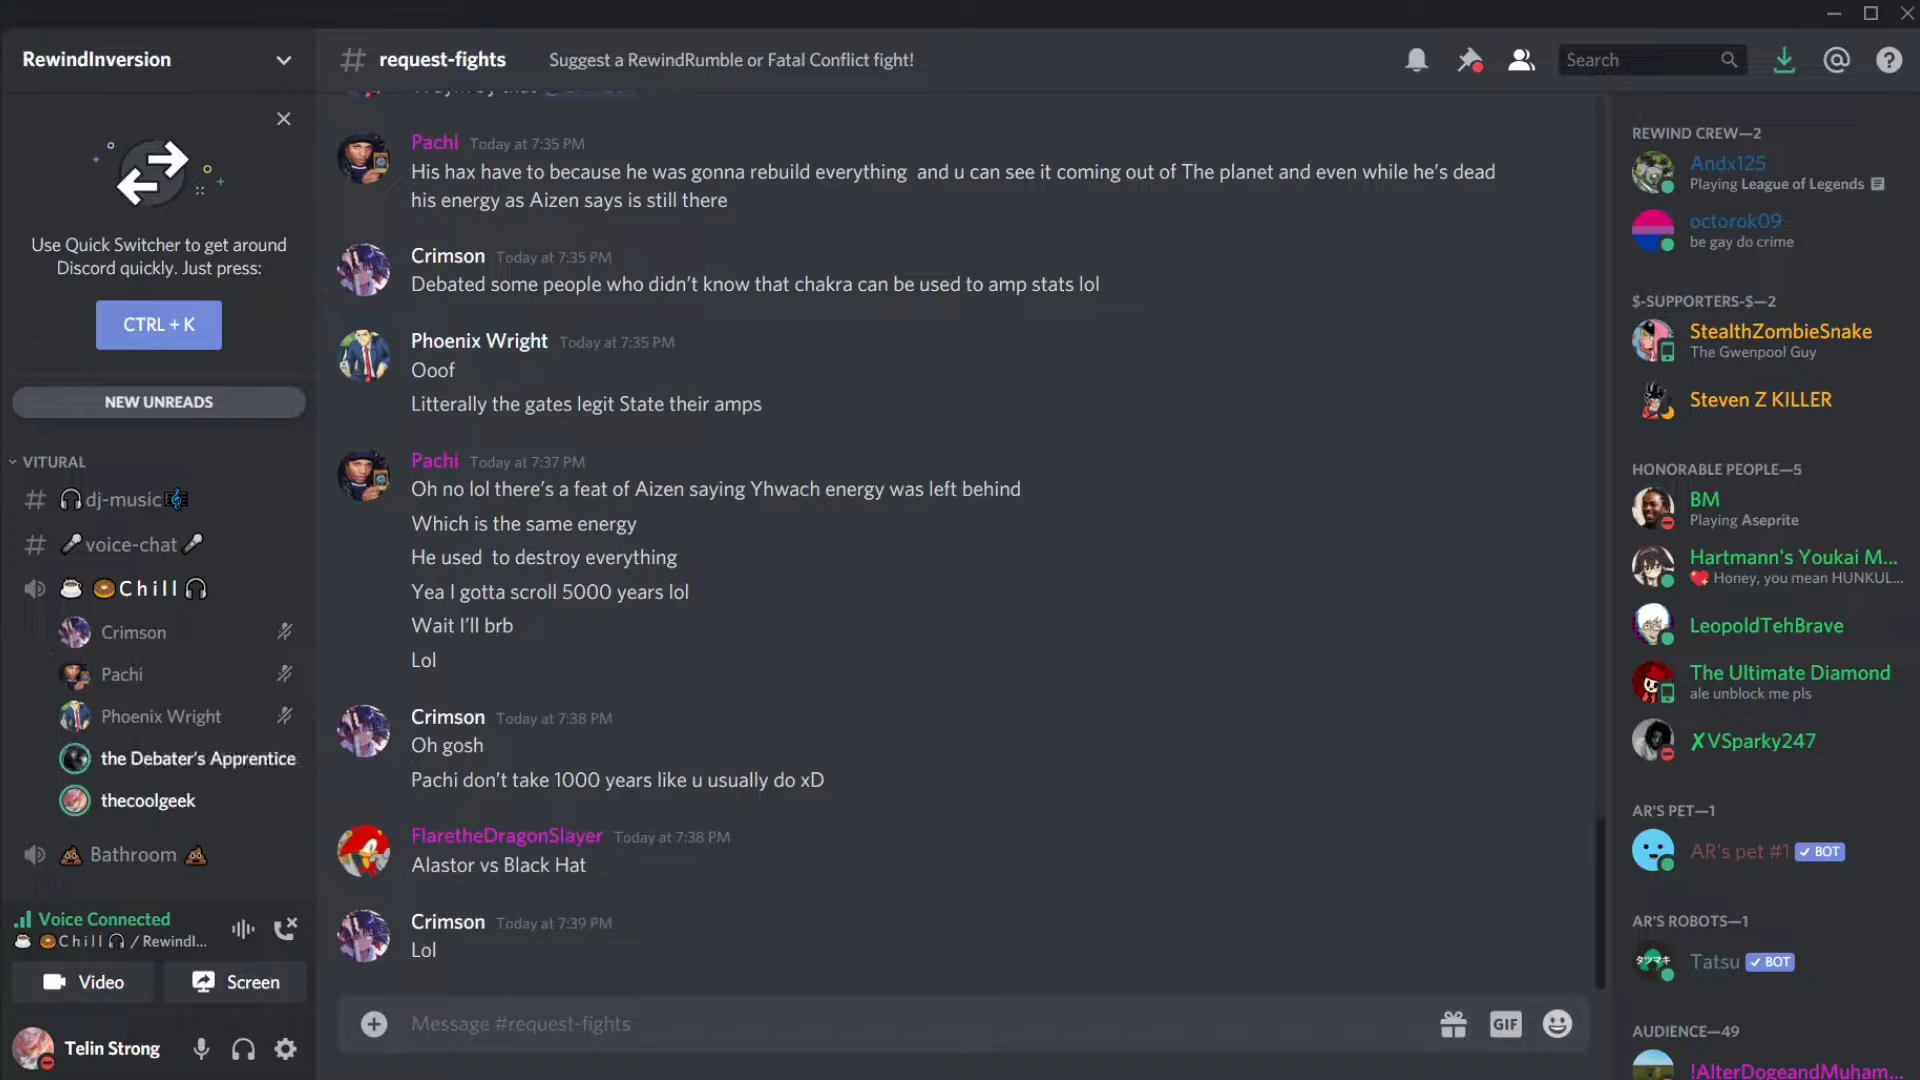 RewindInversion
request-fights
Suggest a RewindRumble or Fatal Conflict fight!
Search
Use Quick Switcher to get around
Discord quickly. Just press:
CTRL + K
NEW UNREADS
VITURAL
dj-music
voice-chat
Chill
Crimson
Pachi
Phoenix Wright
the Debater's Apprentice
thecoolgeek
Bathroom
Voice Connected
Chill / RewindI...
Video
Screen
Telin Strong
Pachi Today at 7:35 PM
His hax have to because he was gonna rebuild everything and u can see it coming out of The planet and even while he's dead
his energy as Aizen says is still there
Crimson Today at 7:35 PM
Debated some people who didn't know that chakra can be used to amp stats lol
Phoenix Wright Today at 7:35 PM
Ooof
Litterally the gates legit State their amps
Pachi Today at 7:37 PM
Oh no lol there's a feat of Aizen saying Yhwach energy was left behind
Which is the same energy
He used to destroy everything
Yea I gotta scroll 5000 years lol
Wait I'll brb
Lol
Crimson Today at 7:38 PM
Oh gosh
Pachi don't take 1000 years like u usually do xD
FlaretheDragonSlayer Today at 7:38 PM
Alastor vs Black Hat
Crimson Today at 7:39 PM
Lol
Message #request-fights
GIF
REWIND CREW—2
Andx125
Playing League of Legends
octorok09
be gay do crime
$-SUPPORTERS-$—2
StealthZombieSnake
The Gwenpool Guy
Steven Z KILLER
HONORABLE PEOPLE—5
BM
Playing Aseprite
Hartmann's Youkai M...
Honey, you mean HUNKUL...
LeopoldTehBrave
The Ultimate Diamond
ale unblock me pls
✗VSparky247
AR'S PET—1
AR's pet #1 BOT
AR'S ROBOTS—1
タツマキ
Tatsu BOT
AUDIENCE—49
!AlterDogeandMuham...